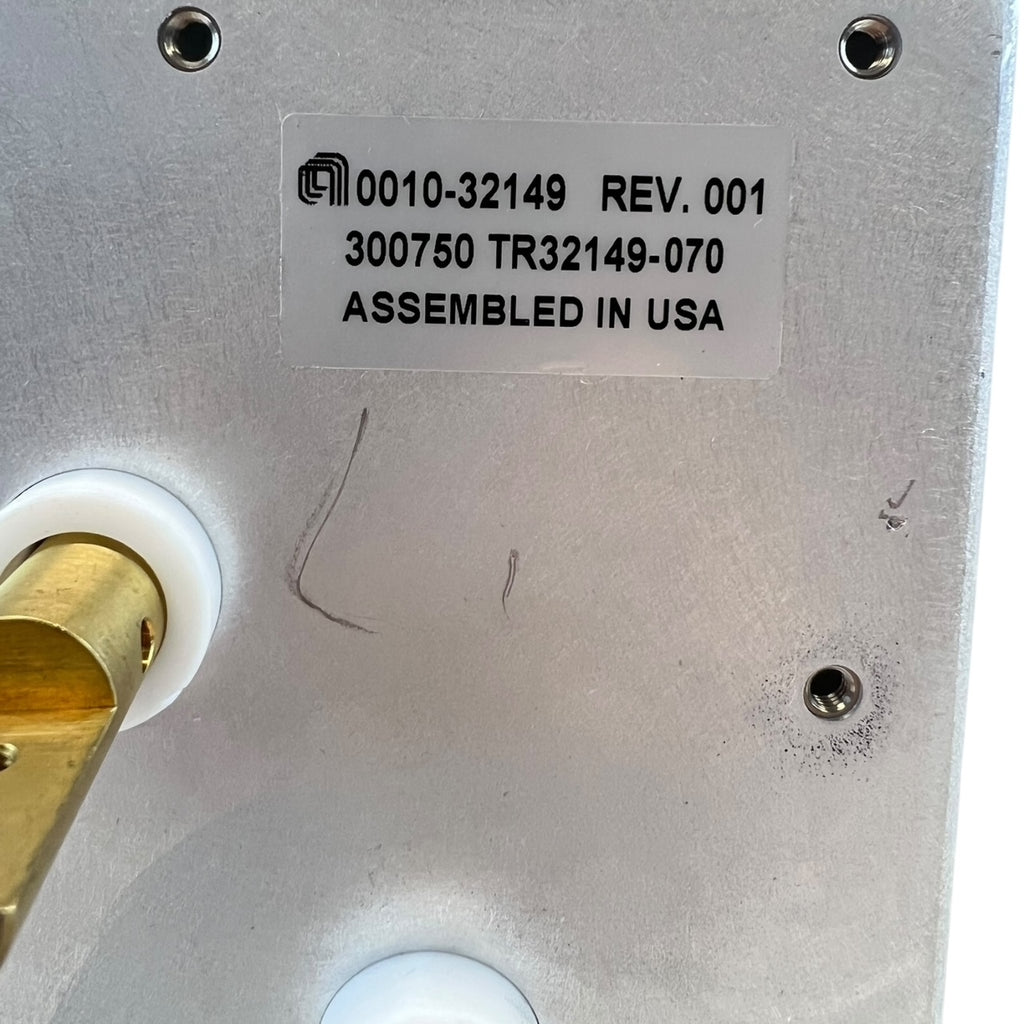 0010-32149 REV. 001
300750 TR32149-070
ASSEMBLED IN USA